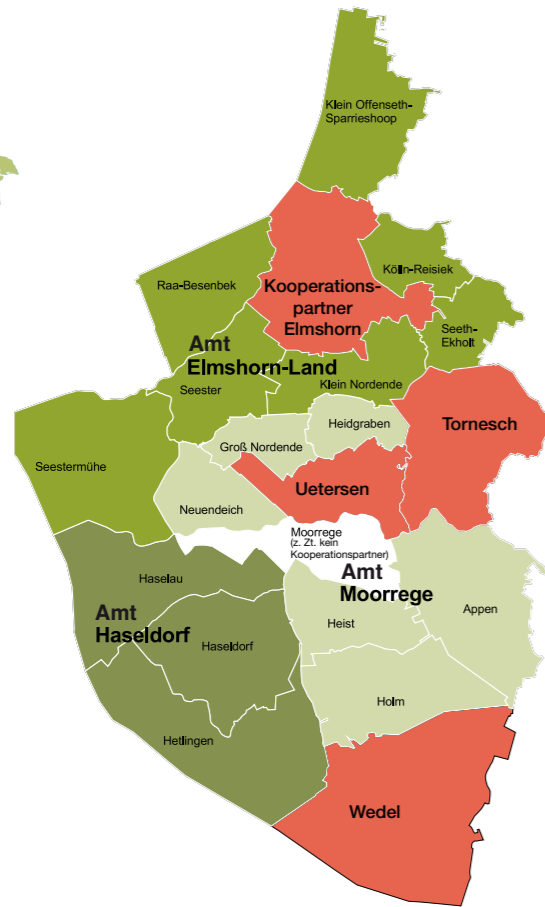 Klein Offenseth-
Sparrieshoop
Kölln-Reisiek
Raa-Besenbek
Kooperations-
partner
Elmshorn
Seeth-
Ekholt
Amt
Elmshorn-Land
Klein Nordende
Seester
Heidgraben
Tornesch
Groß Nordende
Seestermühe
Uetersen
Neuendeich
Moorrege
(z. Zt. kein
Kooperationspartner)
Haselau
Amt
Moorrege
Amt
Haseldorf
Appen
Heist
Haseldorf
Holm
Hetlingen
Wedel